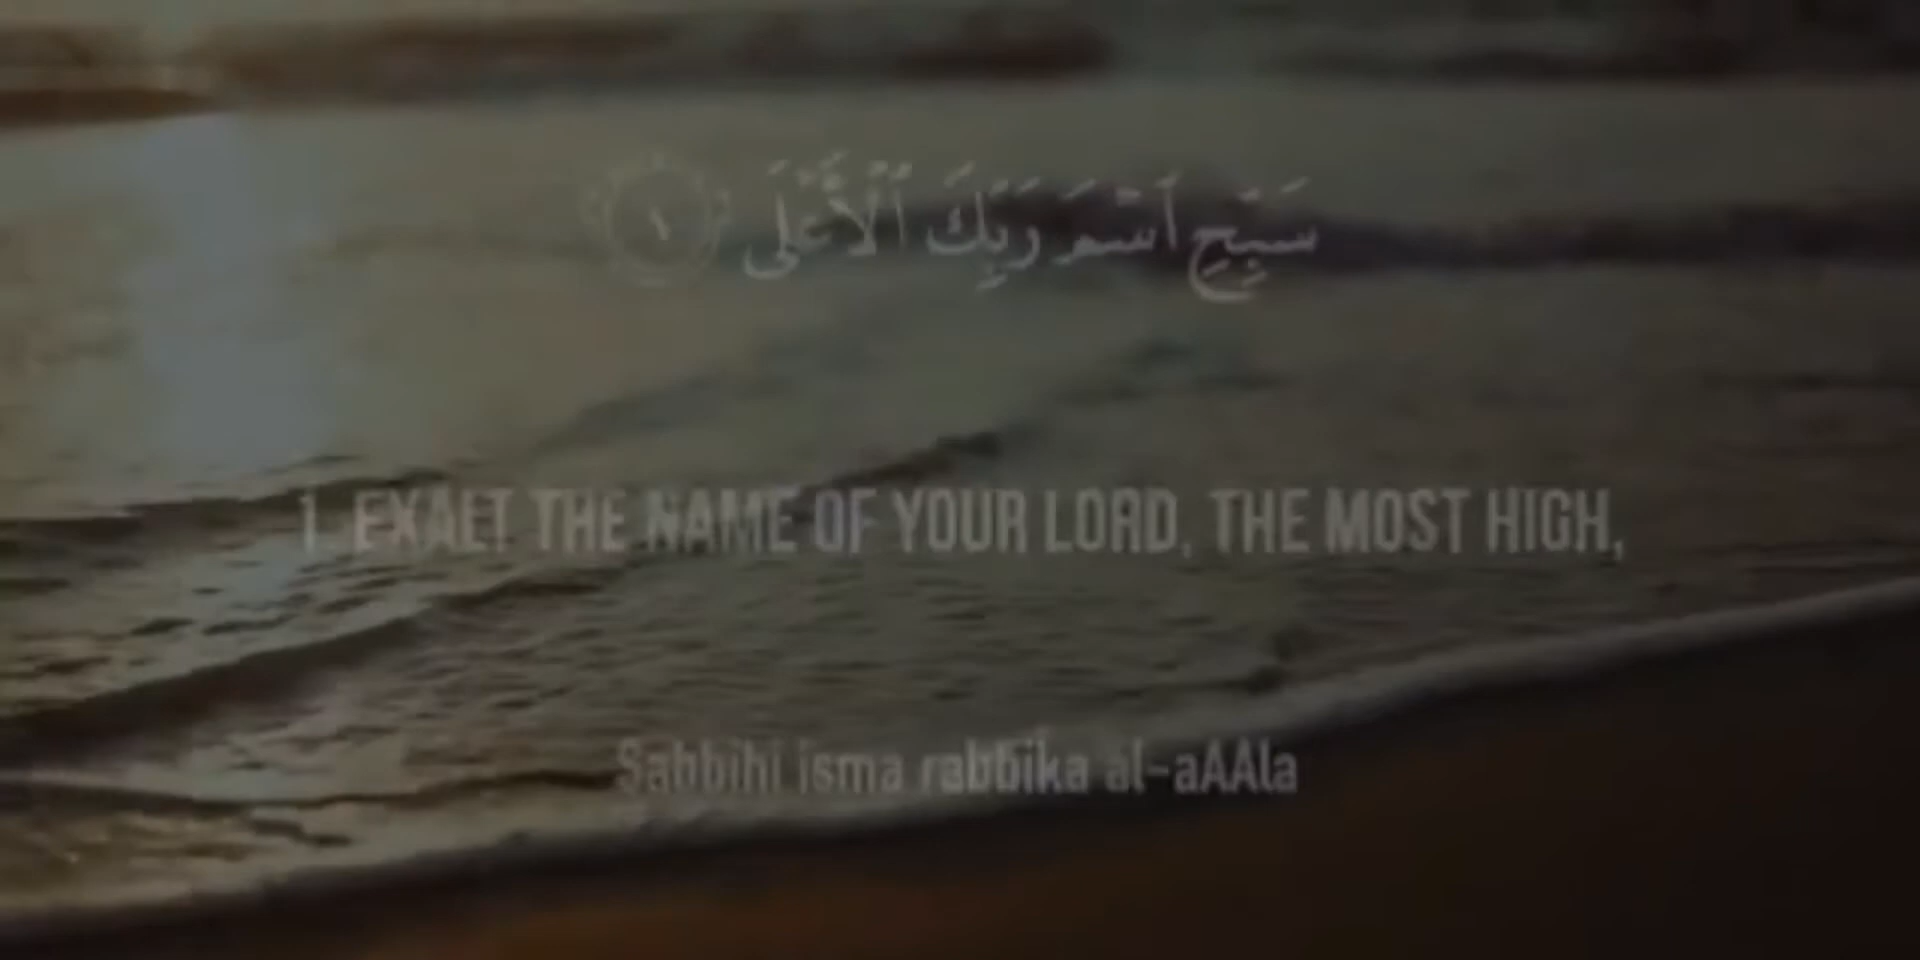 سَبِّحِ ٱسْمَ رَبِّكَ ٱلْأَعْلَى ١
1. EXALT THE NAME OF YOUR LORD, THE MOST HIGH,
Sabbihi isma rabbika al-aAAla